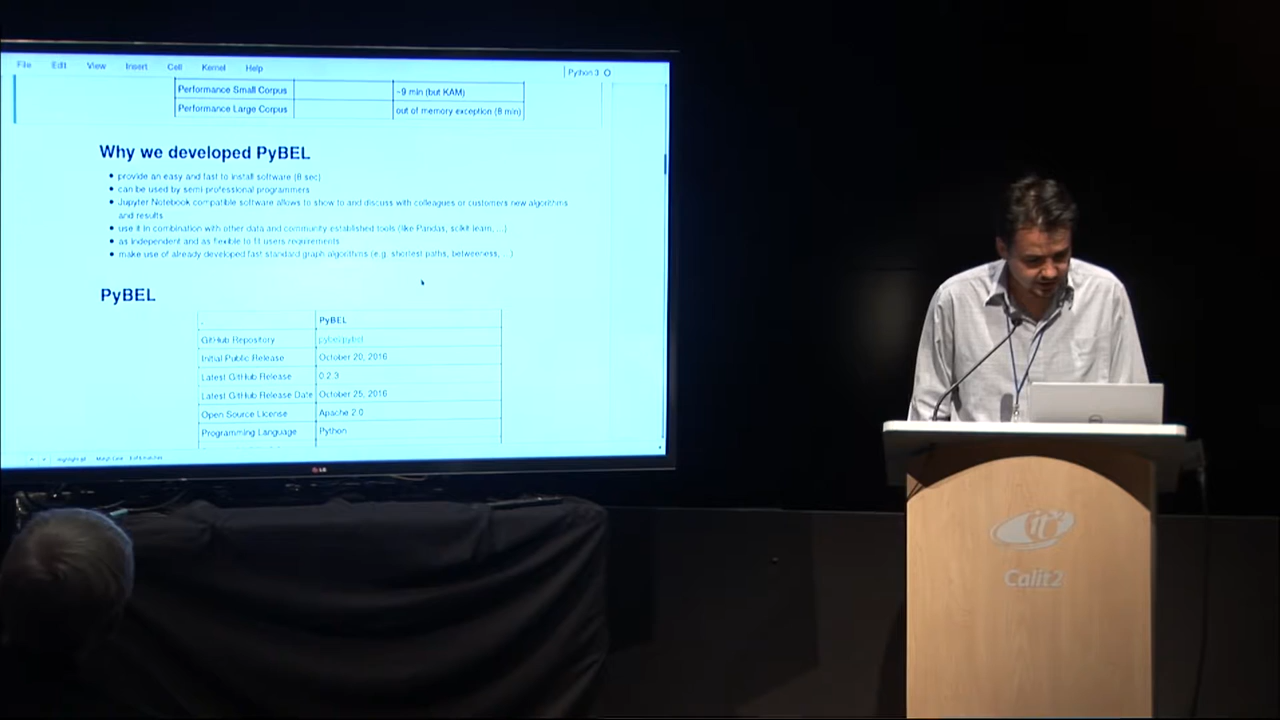 File Edit View Insert Cell Kernel Help
Python 3
Performance Small Corpus ~9 min (but KAM)
Performance Large Corpus out of memory exception (8 min)
Why we developed PyBEL
provide an easy and fast to install software (8 sec)
can be used by semi professional programmers
Jupyter Notebook compatible software allows to show to and discuss with colleagues or customers new algorithms
and results
use it in combination with other data and community established tools (like Pandas, scikit learn, ...)
as independent and as flexible to fit users requirements
make use of already developed fast standard graph algorithms (e.g. shortest paths, betweeness, ...)
PyBEL
PyBEL
GitHub Repository pybel/pybel
Initial Public Release October 20, 2016
Latest GitHub Release 0.2.3
Latest GitHub Release Date October 25, 2016
Open Source License Apache 2.0
Programming Language Python
LG
it
Calit2